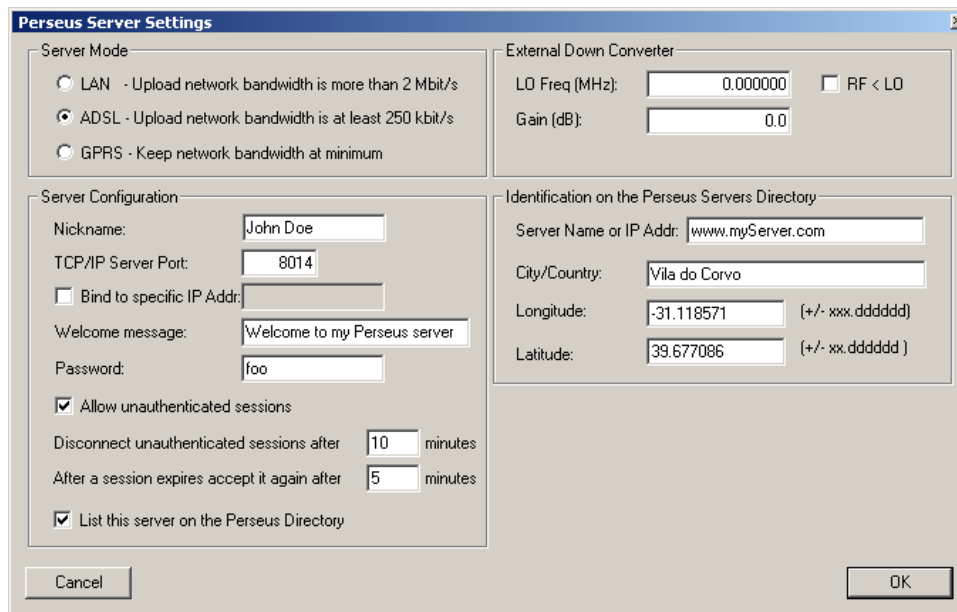 Perseus Server Settings
Server Mode
LAN - Upload network bandwidth is more than 2 Mbit/s
ADSL - Upload network bandwidth is at least 250 kbit/s
GPRS - Keep network bandwidth at minimum
External Down Converter
LO Freq (MHz): 0.000000 RF < LO
Gain (dB): 0.0
Server Configuration
Nickname: John Doe
TCP/IP Server Port: 8014
Bind to specific IP Addr:
Welcome message: Welcome to my Perseus server
Password: foo
Allow unauthenticated sessions
Disconnect unauthenticated sessions after 10 minutes
After a session expires accept it again after 5 minutes
List this server on the Perseus Directory
Identification on the Perseus Servers Directory
Server Name or IP Addr: www.myServer.com
City/Country: Vila do Corvo
Longitude: -31.118571 (+/- xxx.dddddd)
Latitude: 39.677086 (+/- xx.dddddd )
Cancel
OK